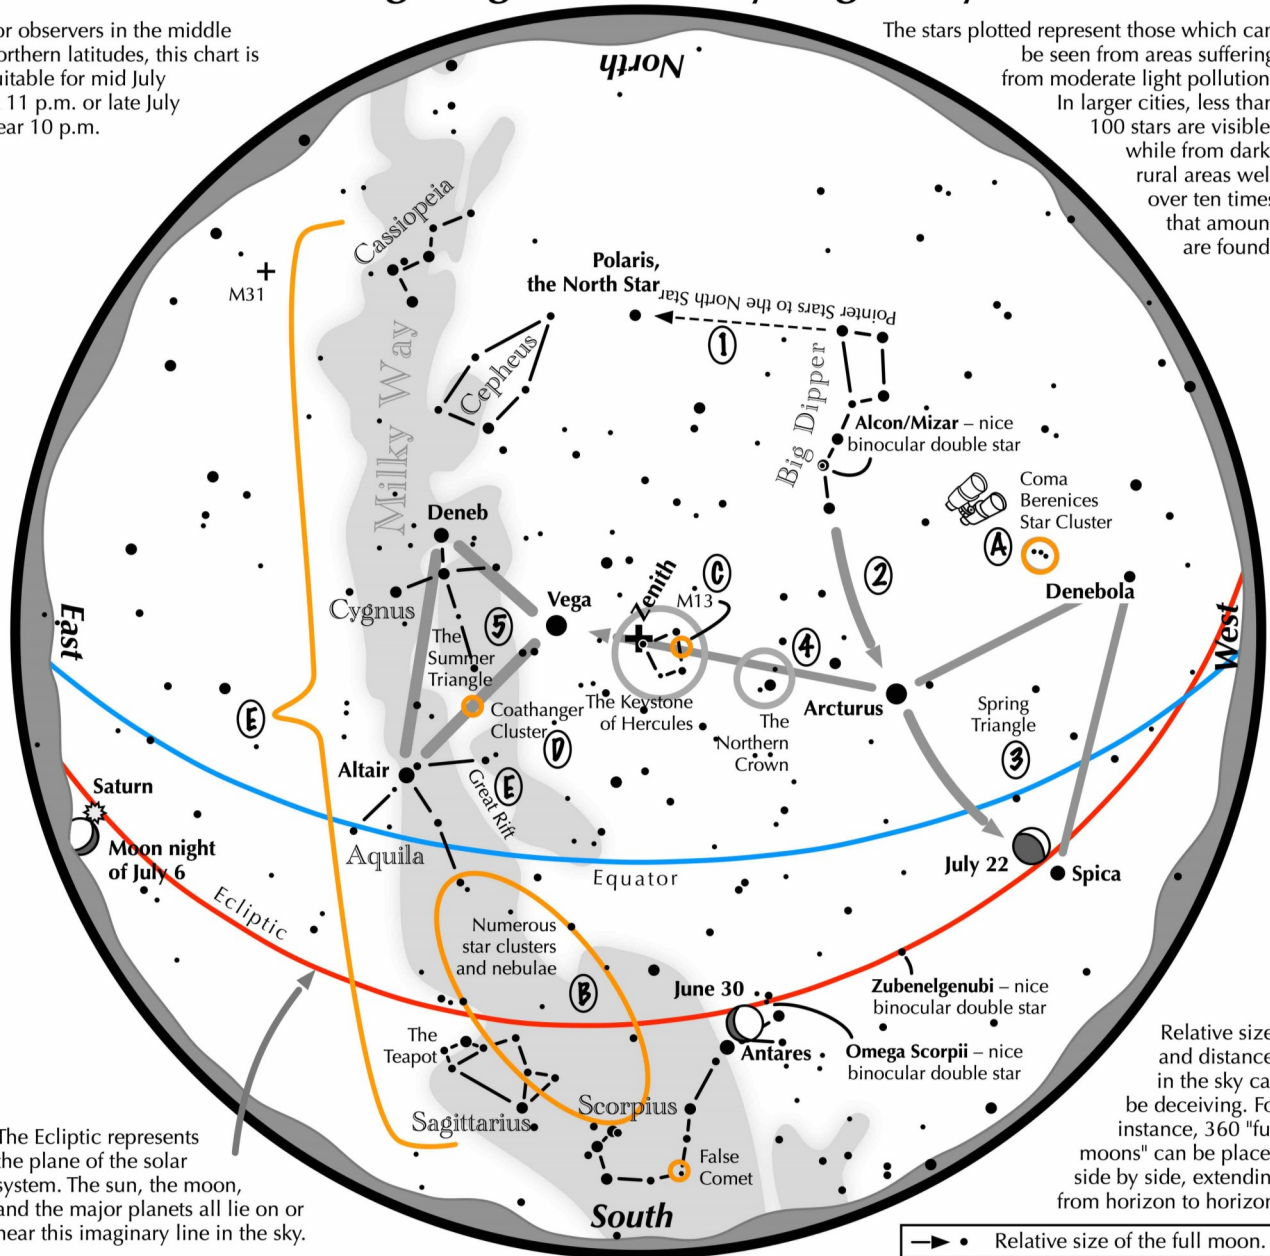 or observers in the middle
orthern latitudes, this chart is
uitable for mid July
11 p.m. or late July
ear 10 p.m.
The stars plotted represent those which can
be seen from areas suffering
from moderate light pollution
In larger cities, less than
100 stars are visible
while from dark
rural areas wel
over ten times
that amoun
are found
North
Cassiopeia
M31
Polaris,
the North Star
Pointer Stars to the North Star
1
Cepheus
Milky Way
Big Dipper
Alcon/Mizar – nice
binocular double star
Coma
Berenices
Star Cluster
A
Denebola
Deneb
2
C
M13
Zenith
Vega
Cygnus
5
The
Summer
Triangle
4
East
West
Coathanger
Cluster
D
The Keystone
of Hercules
The
Northern
Crown
Arcturus
Spring
Triangle
3
E
Altair
Great Rift
E
Saturn
Moon night
of July 6
Aquila
Equator
July 22
Spica
Ecliptic
Numerous
star clusters
and nebulae
B
June 30
Zubenelgenubi – nice
binocular double star
The
Teapot
Antares
Omega Scorpii – nice
binocular double star
Sagittarius
Scorpius
False
Comet
South
The Ecliptic represents
the plane of the solar
system. The sun, the moon,
and the major planets all lie on or
near this imaginary line in the sky.
Relative size
and distance
in the sky ca
be deceiving. Fo
instance, 360 "fu
moons" can be place
side by side, extendin
from horizon to horizon
Relative size of the full moon.